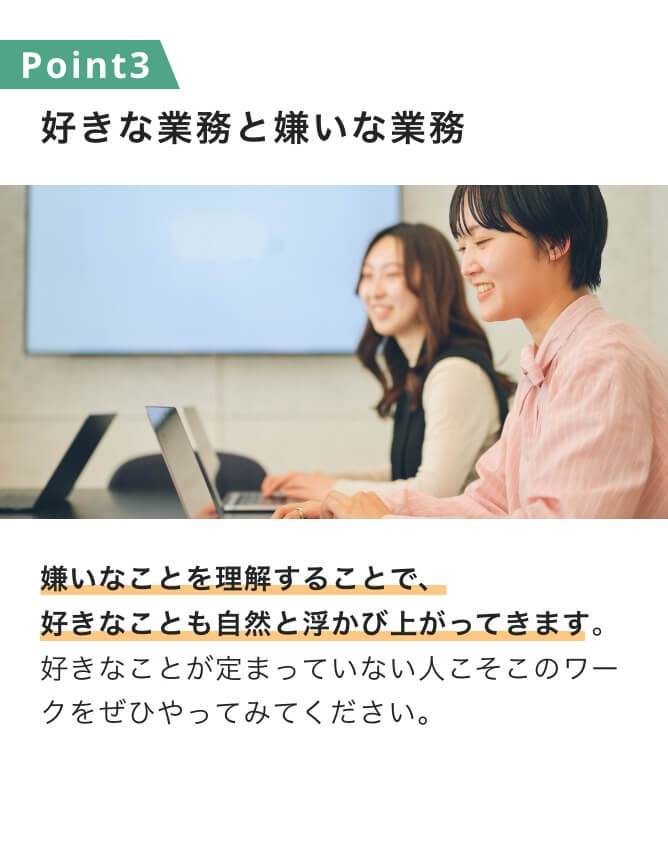 Point3
好きな業務と嫌いな業務
嫌いなことを理解することで、
好きなことも自然と浮かび上がってきます。
好きなことが定まっていない人こそこのワー
クをぜひやってみてください。